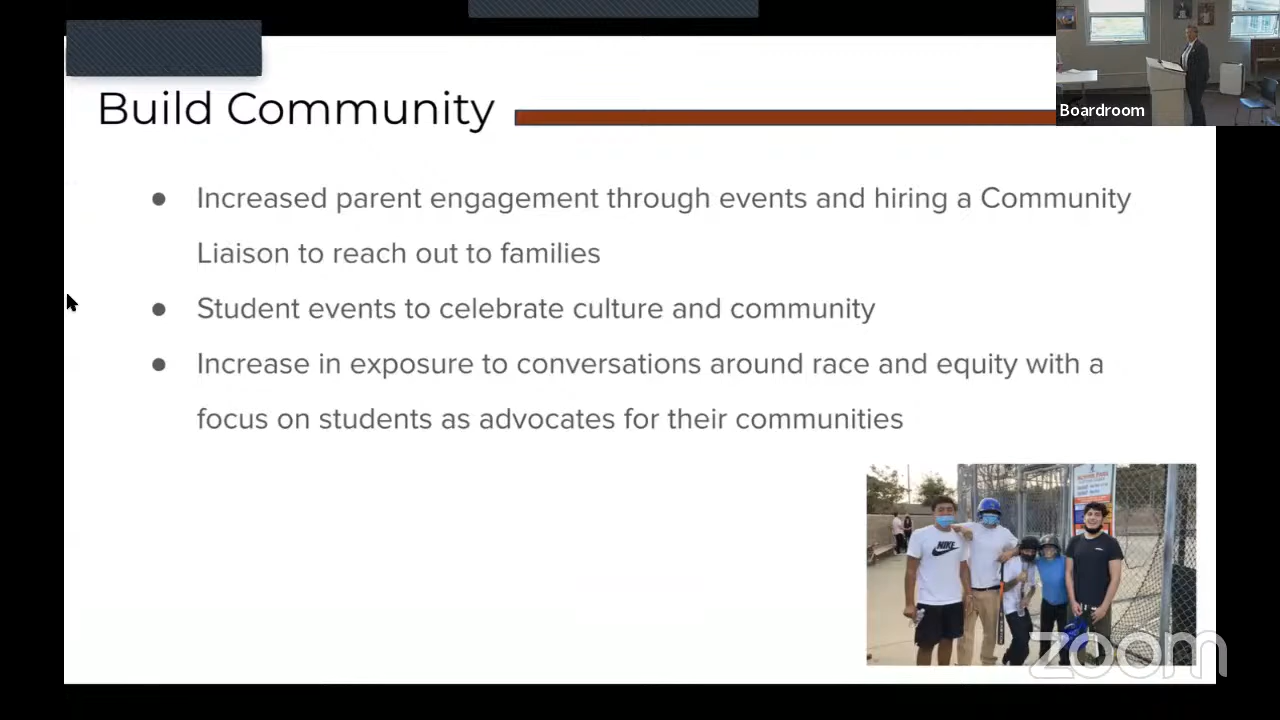 Boardroom
Build Community
● Increased parent engagement through events and hiring a Community
Liaison to reach out to families
● Student events to celebrate culture and community
● Increase in exposure to conversations around race and equity with a
focus on students as advocates for their communities
NIKE
zoom